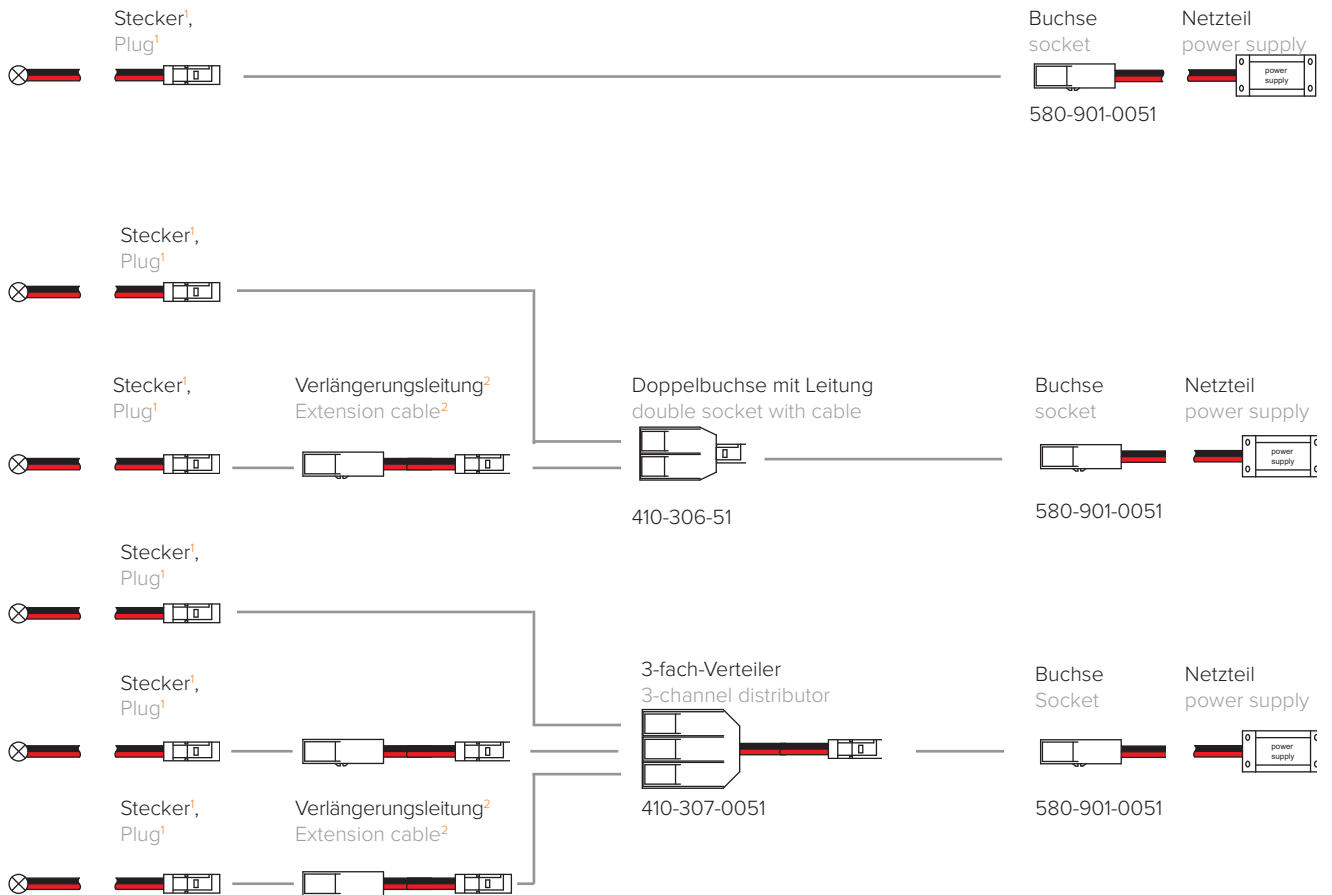 Stecker¹,
Plug¹
Buchse
socket
580-901-0051
Netzteil
power supply
power
supply
Stecker¹,
Plug¹
Stecker¹,
Plug¹
Verlängerungsleitung²
Extension cable²
Doppelbuchse mit Leitung
double socket with cable
410-306-51
Buchse
socket
580-901-0051
Netzteil
power supply
power
supply
Stecker¹,
Plug¹
Stecker¹,
Plug¹
3-fach-Verteiler
3-channel distributor
410-307-0051
Buchse
Socket
580-901-0051
Netzteil
power supply
power
supply
Stecker¹,
Plug¹
Verlängerungsleitung²
Extension cable²